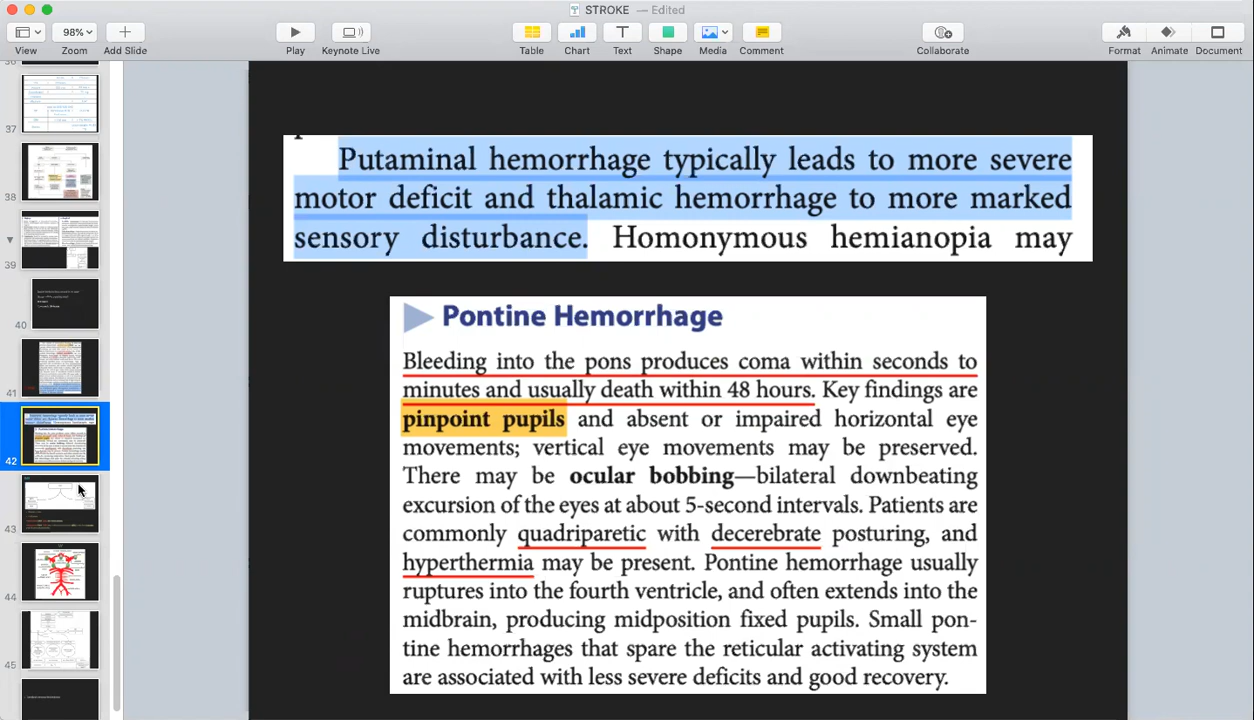 STROKE — Edited
98%
View
Zoom
Add Slide
Play
Keynote Live
Table
Chart
Text
Shape
Media
Comment
Collaborate
Format
Animate
Document
37
38
39
40
41
42
43
44
45
Putaminal hemorrhage typically leads to more severe
motor deficit and thalamic hemorrhage to more marked
sensory disturbance. Homonymous hemianopia may
Pontine Hemorrhage
Bleeding into the pons produces coma within seconds to
minutes and usually death within 48 hours. Key findings are
pinpoint pupils and absent or impaired horizonal eye
movements; vertical eye movements may be preserved.
There may be ocular bobbing—bilateral downbeating
excursion of the eyes at about 5-second intervals. Patients are
commonly quadriparetic with decerebrate posturing, and
hyperthermia may be present. Pontine hemorrhage usually
ruptures into the fourth ventricle, and often extends into the
midbrain, producing midposition fixed pupils. Small pon-
tine hemorrhages that spare the reticular activating system
are associated with less severe deficits and good recovery.